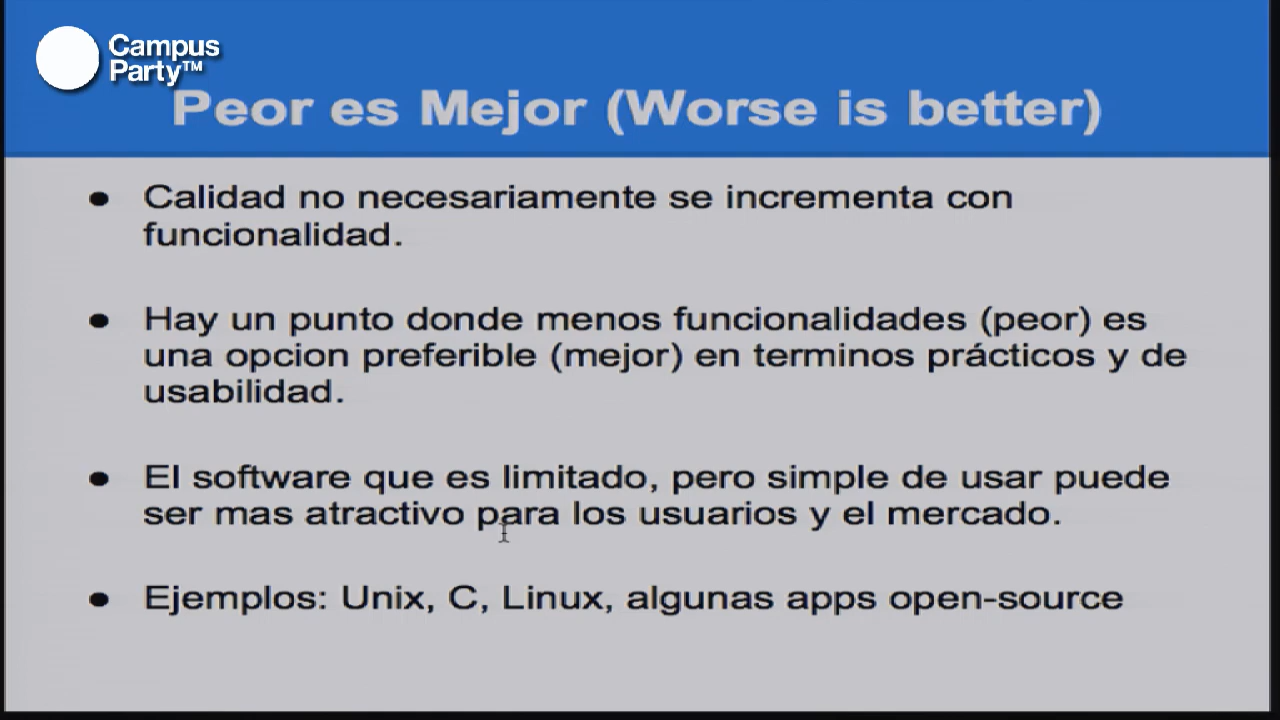 Campus
Party™
Peor es Mejor (Worse is better)
● Calidad no necesariamente se incrementa con
funcionalidad.
● Hay un punto donde menos funcionalidades (peor) es
una opcion preferible (mejor) en terminos prácticos y de
usabilidad.
● El software que es limitado, pero simple de usar puede
ser mas atractivo para los usuarios y el mercado.
● Ejemplos: Unix, C, Linux, algunas apps open-source